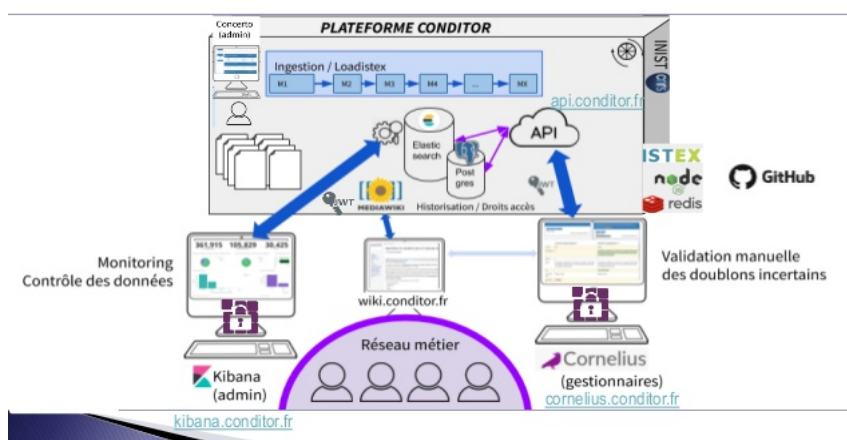 Concerto
(admin)
PLATEFORME CONDITOR
INIST
cnrs
Ingestion / Loadistex
M1
M2
M3
M4
...
MX
api.conditor.fr
Elastic
search
API
Post
gres
ISTEX
node
JS
redis
GitHub
JWT
JWT
MEDIAWIKI
Historisation / Droits accès
361,915 105,829 30,425
Monitoring
Contrôle des données
wiki.conditor.fr
Validation manuelle
des doublons incertains
Réseau métier
Kibana
(admin)
Cornelius
(gestionnaires)
cornelius.conditor.fr
kibana.conditor.fr